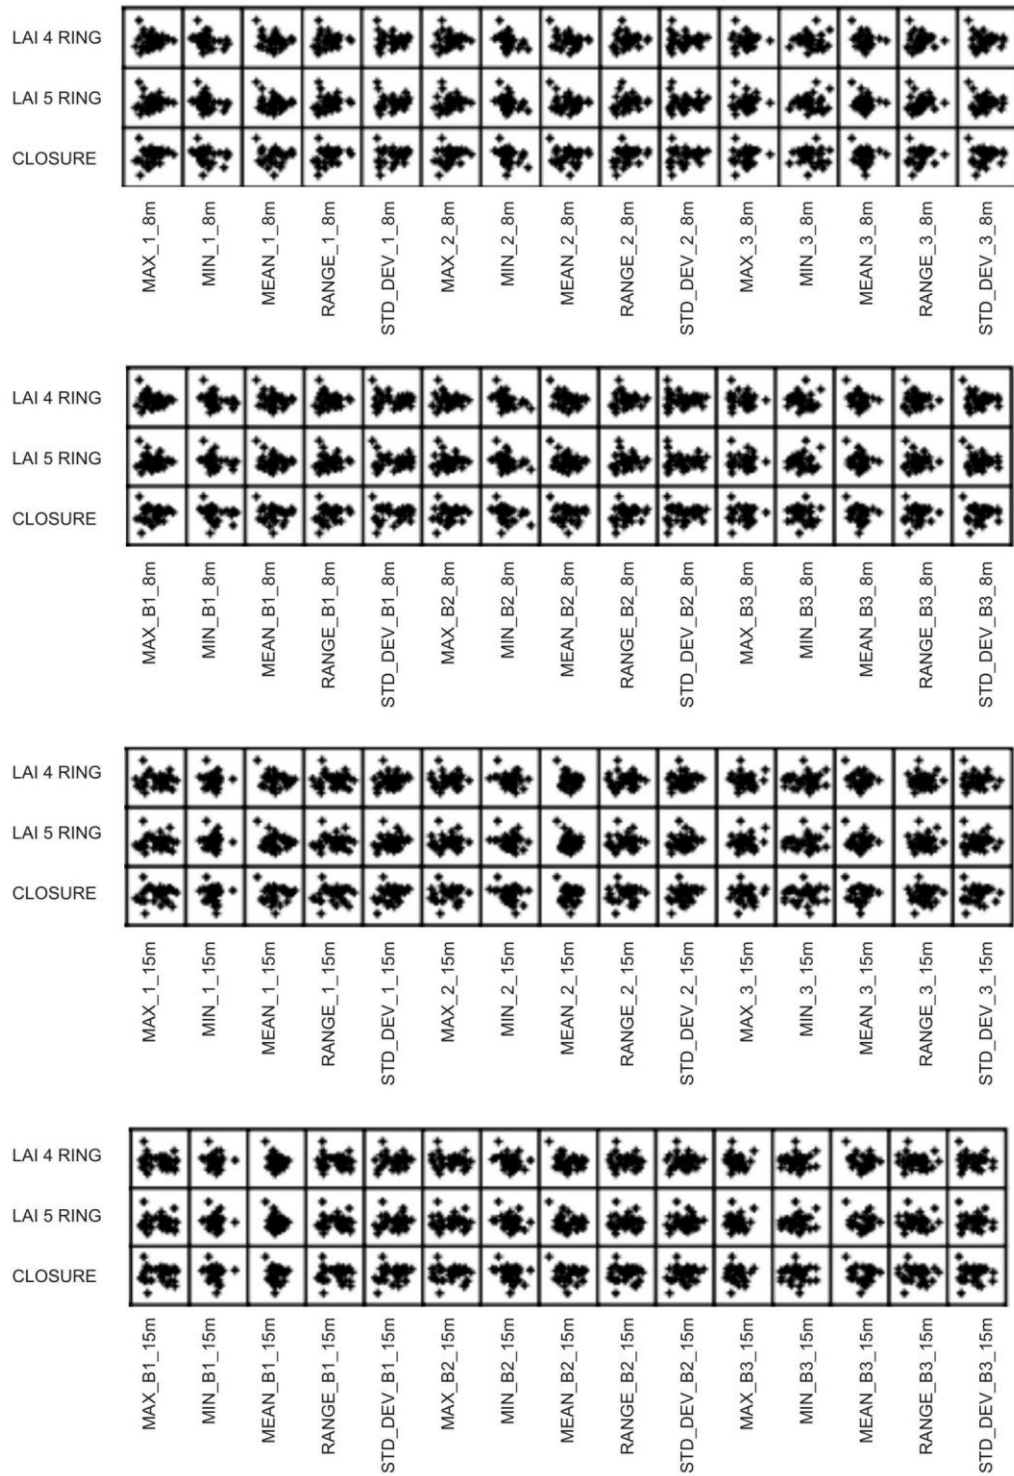 LAI 4 RING
LAI 5 RING
CLOSURE
MAX_1_8m
MIN_1_8m
MEAN_1_8m
RANGE_1_8m
STD_DEV_1_8m
MAX_2_8m
MIN_2_8m
MEAN_2_8m
RANGE_2_8m
STD_DEV_2_8m
MAX_3_8m
MIN_3_8m
MEAN_3_8m
RANGE_3_8m
STD_DEV_3_8m
LAI 4 RING
LAI 5 RING
CLOSURE
MAX_B1_8m
MIN_B1_8m
MEAN_B1_8m
RANGE_B1_8m
STD_DEV_B1_8m
MAX_B2_8m
MIN_B2_8m
MEAN_B2_8m
RANGE_B2_8m
STD_DEV_B2_8m
MAX_B3_8m
MIN_B3_8m
MEAN_B3_8m
RANGE_B3_8m
STD_DEV_B3_8m
LAI 4 RING
LAI 5 RING
CLOSURE
MAX_1_15m
MIN_1_15m
MEAN_1_15m
RANGE_1_15m
STD_DEV_1_15m
MAX_2_15m
MIN_2_15m
MEAN_2_15m
RANGE_2_15m
STD_DEV_2_15m
MAX_3_15m
MIN_3_15m
MEAN_3_15m
RANGE_3_15m
STD_DEV_3_15m
LAI 4 RING
LAI 5 RING
CLOSURE
MAX_B1_15m
MIN_B1_15m
MEAN_B1_15m
RANGE_B1_15m
STD_DEV_B1_15m
MAX_B2_15m
MIN_B2_15m
MEAN_B2_15m
RANGE_B2_15m
STD_DEV_B2_15m
MAX_B3_15m
MIN_B3_15m
MEAN_B3_15m
RANGE_B3_15m
STD_DEV_B3_15m